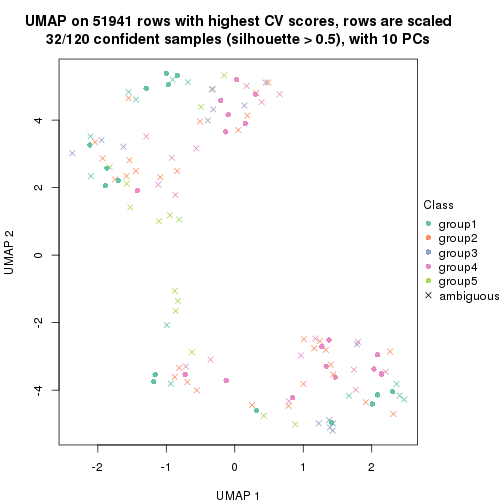 UMAP on 51941 rows with highest CV scores, rows are scaled
32/120 confident samples (silhouette > 0.5), with 10 PCs
UMAP 2
4
2
0
-2
-4
-2
-1
0
1
2
UMAP 1
Class
group1
group2
group3
group4
group5
ambiguous